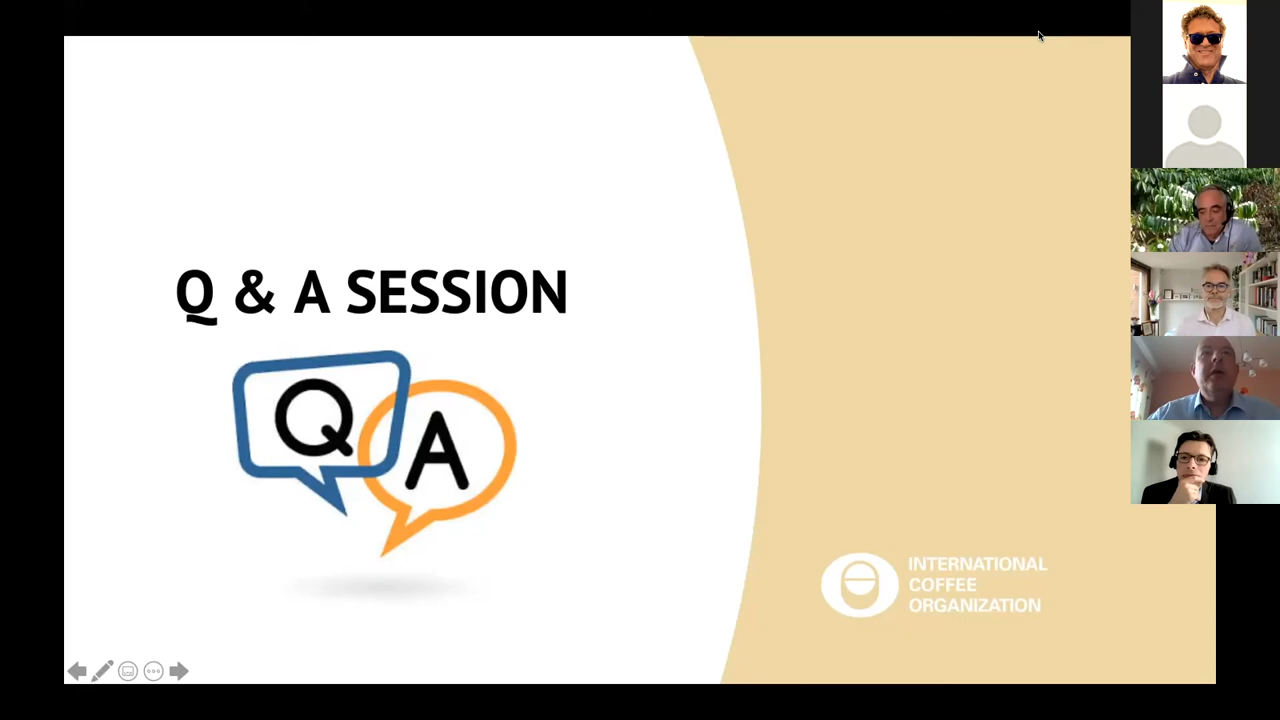 Q & A SESSION
Q
A
INTERNATIONAL
COFFEE
ORGANIZATION